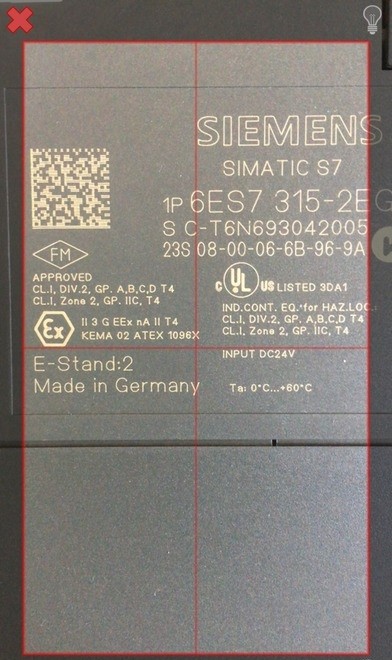 SIEMENS
SIMATIC S7
1P 6ES7 315-2EG
S C-T6N693042005
23S 08-00-06-6B-96-9A
FM
APPROVED
CL.I, DIV.2, GP. A,B,C,D T4
CL.I, Zone 2, GP. IIC, T4
Ex
II 3 G EEx nA II T4
KEMA 02 ATEX 1096X
E-Stand:2
Made in Germany
C UL US LISTED 3DA1
IND.CONT. EQ. for HAZ.LOC.
CL.I, DIV.2, GP. A,B,C,D T4
CL.I, Zone 2, GP. IIC, T4
INPUT DC24V
Ta: 0°C...+60°C